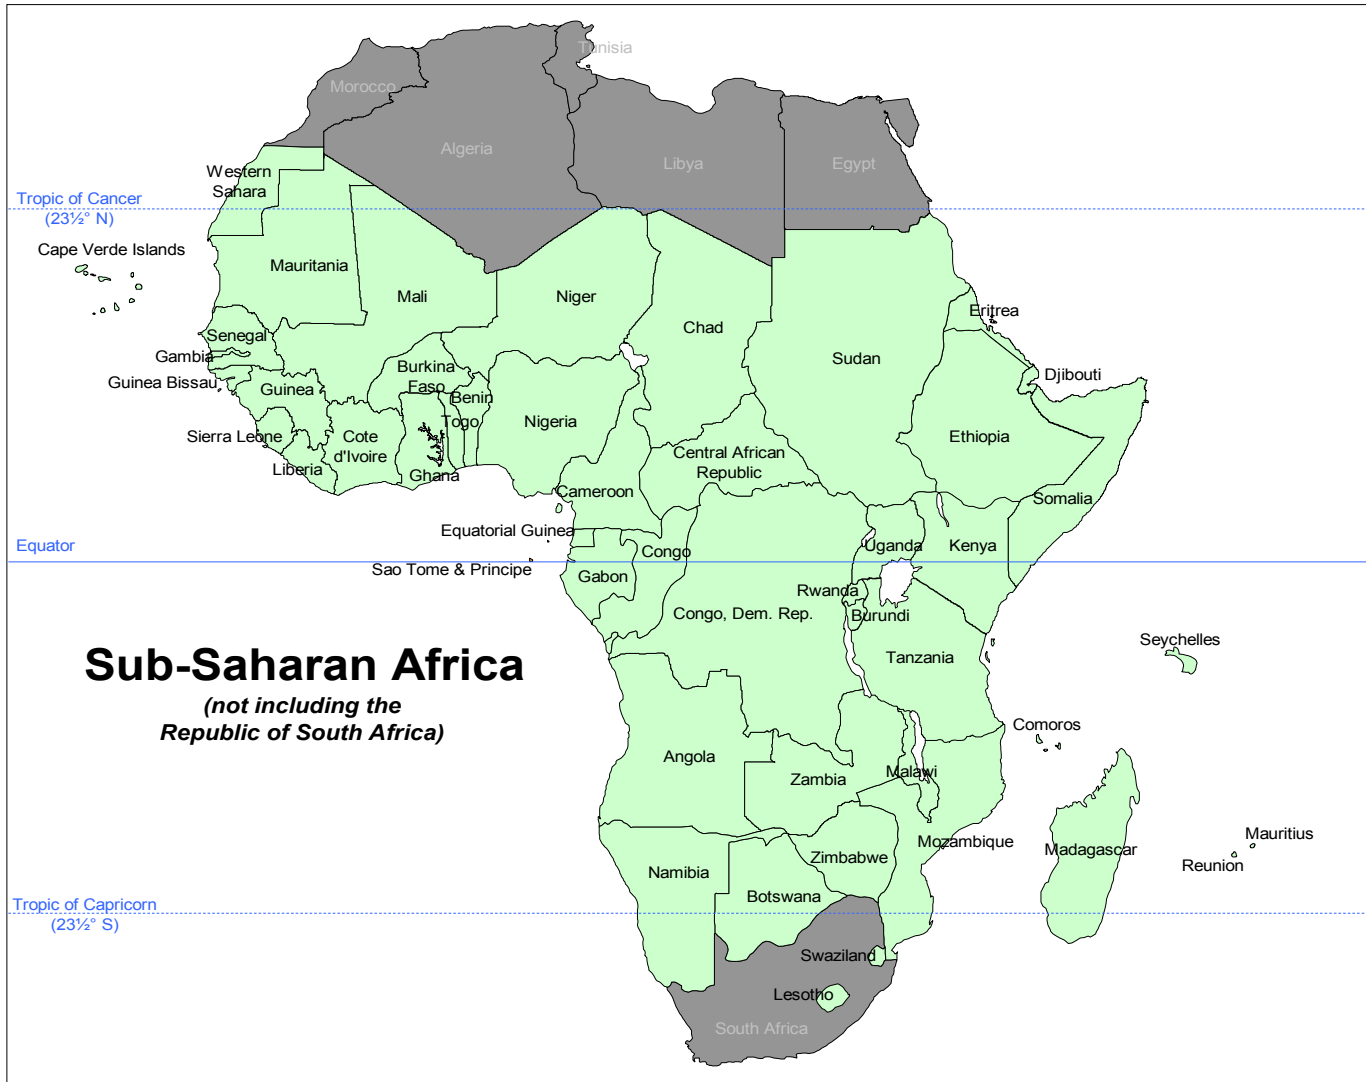 Tunisia
Morocco
Algeria
Libya
Egypt
Western
Sahara
Tropic of Cancer
(23½° N)
Cape Verde Islands
Mauritania
Mali
Niger
Chad
Eritrea
Senegal
Sudan
Gambia
Burkina
Faso
Djibouti
Guinea Bissau
Guinea
Benin
Togo
Nigeria
Sierra Leone
Cote
d'Ivoire
Ethiopia
Central African
Republic
Liberia
Ghana
Cameroon
Somalia
Equatorial Guinea
Equator
Congo
Uganda
Kenya
Sao Tome & Principe
Gabon
Rwanda
Congo, Dem. Rep.
Burundi
Seychelles
Tanzania
Sub-Saharan Africa
(not including the
Republic of South Africa)
Comoros
Angola
Zambia
Malawi
Mozambique
Mauritius
Madagascar
Reunion
Zimbabwe
Namibia
Botswana
Tropic of Capricorn
(23½° S)
Swaziland
Lesotho
South Africa